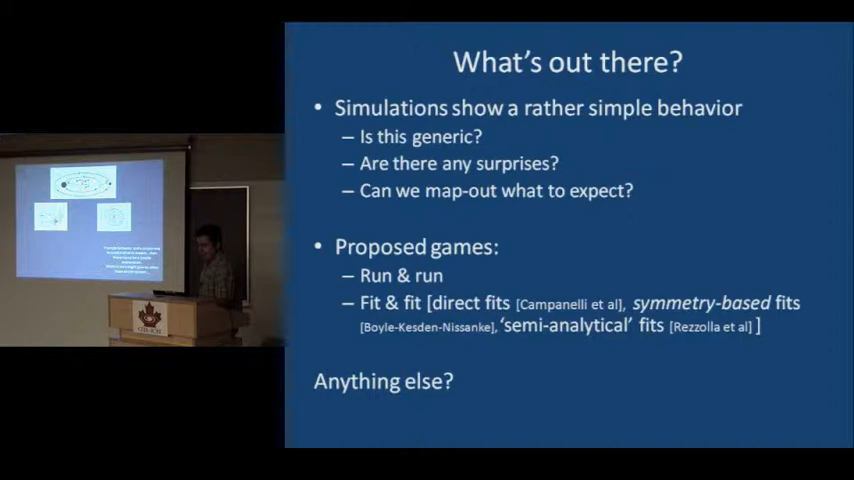 What's out there?
• Simulations show a rather simple behavior
– Is this generic?
– Are there any surprises?
– Can we map-out what to expect?
• Proposed games:
– Run & run
– Fit & fit [direct fits [Campanelli et al], symmetry-based fits
[Boyle-Kesden-Nissanke], 'semi-analytical' fits [Rezzolla et al] ]
Anything else?